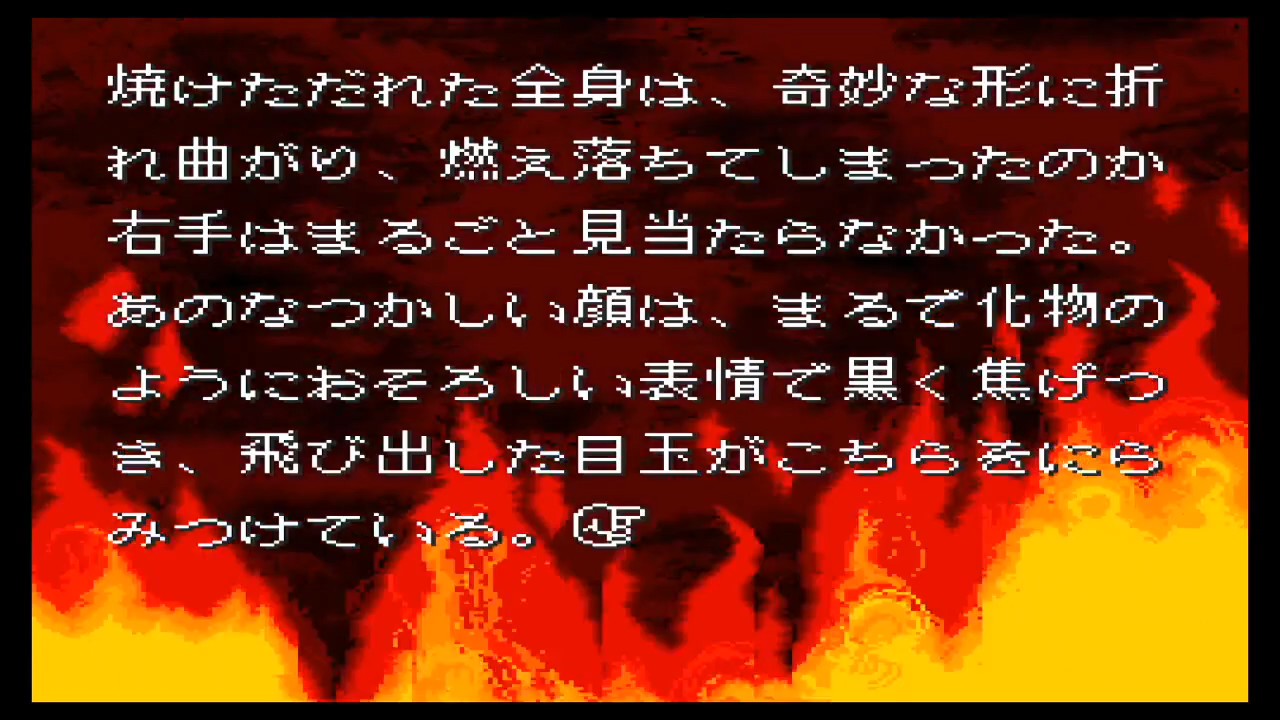 焼けただれた全身は、奇妙な形に折
れ曲がり、燃え落ちてしまったのか
右手はまるごと見当たらなかった。
あのなつかしい顔は、まるで化物の
ようにおそろしい表情で黒く焦げつ
き、飛び出した目玉がこちらをにら
みつけている。